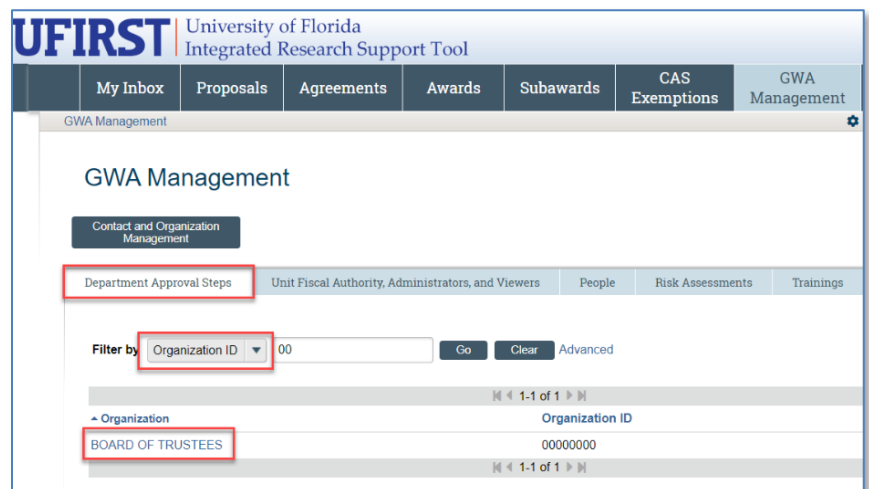 UFIRST University of Florida
Integrated Research Support Tool
My Inbox Proposals Agreements Awards Subawards CAS Exemptions GWA Management
GWA Management
GWA Management
Contact and Organization
Management
Department Approval Steps Unit Fiscal Authority, Administrators, and Viewers People Risk Assessments Trainings
Filter by Organization ID 00 Go Clear Advanced
1-1 of 1
Organization Organization ID
BOARD OF TRUSTEES 00000000
1-1 of 1